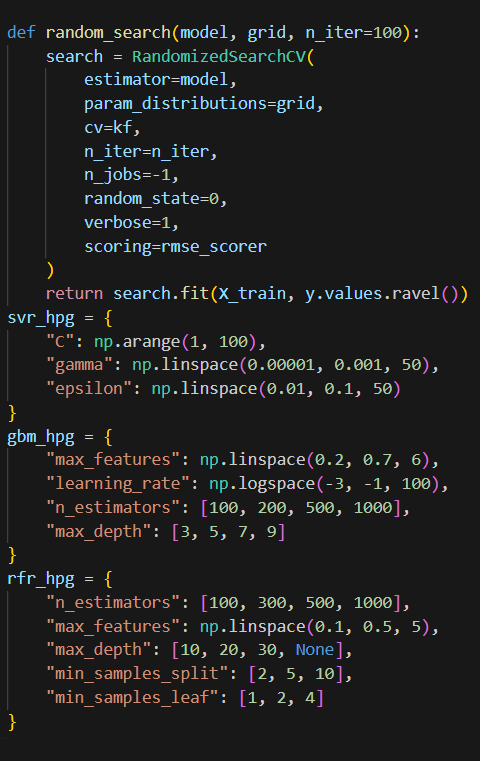 def random_search(model, grid, n_iter=100):
    search = RandomizedSearchCV(
        estimator=model,
        param_distributions=grid,
        cv=kf,
        n_iter=n_iter,
        n_jobs=-1,
        random_state=0,
        verbose=1,
        scoring=rmse_scorer
    )
    return search.fit(X_train, y.values.ravel())
svr_hpg = {
    "C": np.arange(1, 100),
    "gamma": np.linspace(0.00001, 0.001, 50),
    "epsilon": np.linspace(0.01, 0.1, 50)
}
gbm_hpg = {
    "max_features": np.linspace(0.2, 0.7, 6),
    "learning_rate": np.logspace(-3, -1, 100),
    "n_estimators": [100, 200, 500, 1000],
    "max_depth": [3, 5, 7, 9]
}
rfr_hpg = {
    "n_estimators": [100, 300, 500, 1000],
    "max_features": np.linspace(0.1, 0.5, 5),
    "max_depth": [10, 20, 30, None],
    "min_samples_split": [2, 5, 10],
    "min_samples_leaf": [1, 2, 4]
}